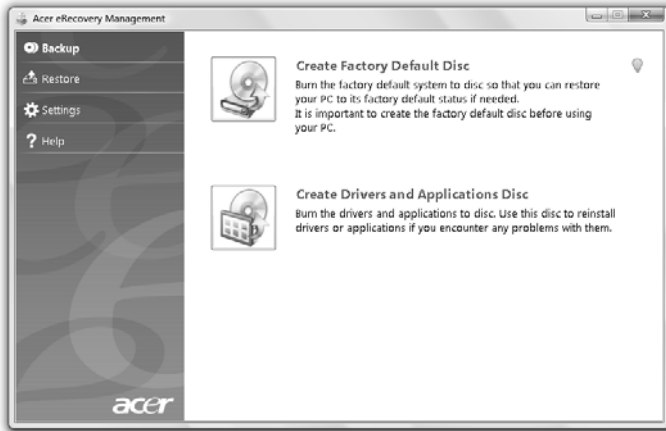 Acer eRecovery Management
Backup
Restore
Settings
Help
Create Factory Default Disc
Burn the factory default system to disc so that you can restore
your PC to its factory default status if needed.
It is important to create the factory default disc before using
your PC.
Create Drivers and Applications Disc
Burn the drivers and applications to disc. Use this disc to reinstall
drivers or applications if you encounter any problems with them.
acer